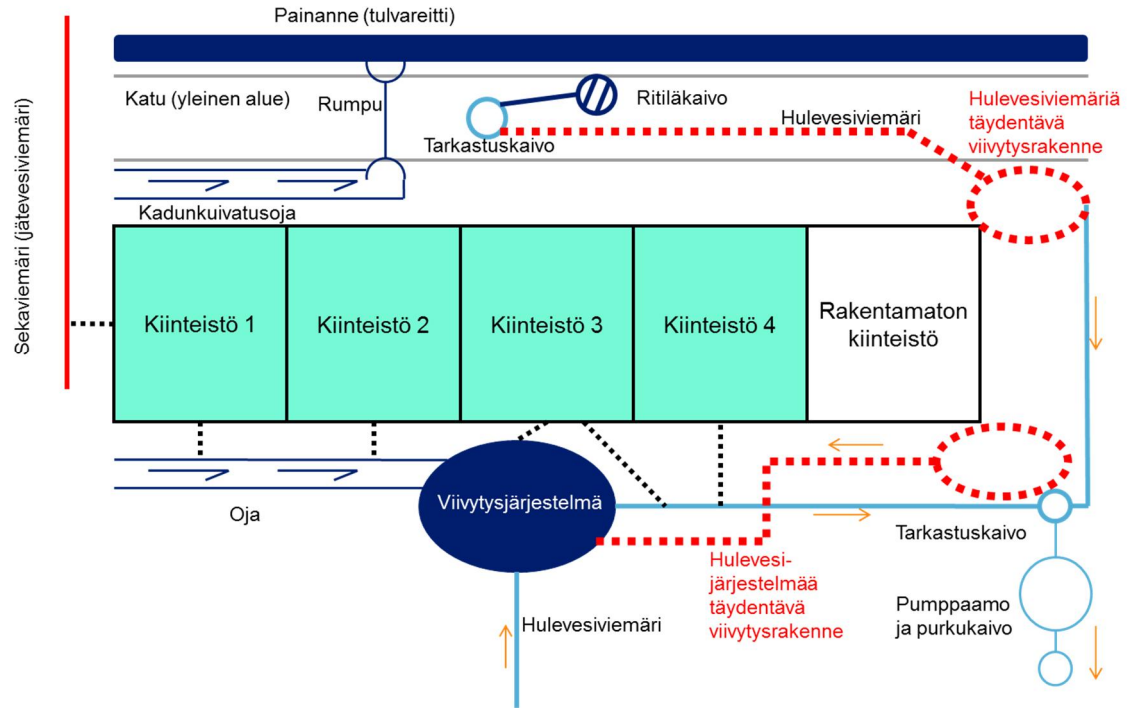 Painanne (tulvareitti)
Sekaviemäri (jätevesiviemäri)
Katu (yleinen alue)
Rumpu
Ritiläkaivo
Tarkastuskaivo
Hulevesiviemäri
Hulevesiviemäriä
täydentävä
viivytysrakenne
Kadunkuivatusoja
Kiinteistö 1
Kiinteistö 2
Kiinteistö 3
Kiinteistö 4
Rakentamaton
kiinteistö
Viivytysjärjestelmä
Oja
Tarkastuskaivo
Hulevesi-
järjestelmää
täydentävä
viivytysrakenne
Hulevesiviemäri
Pumppaamo
ja purkukaivo